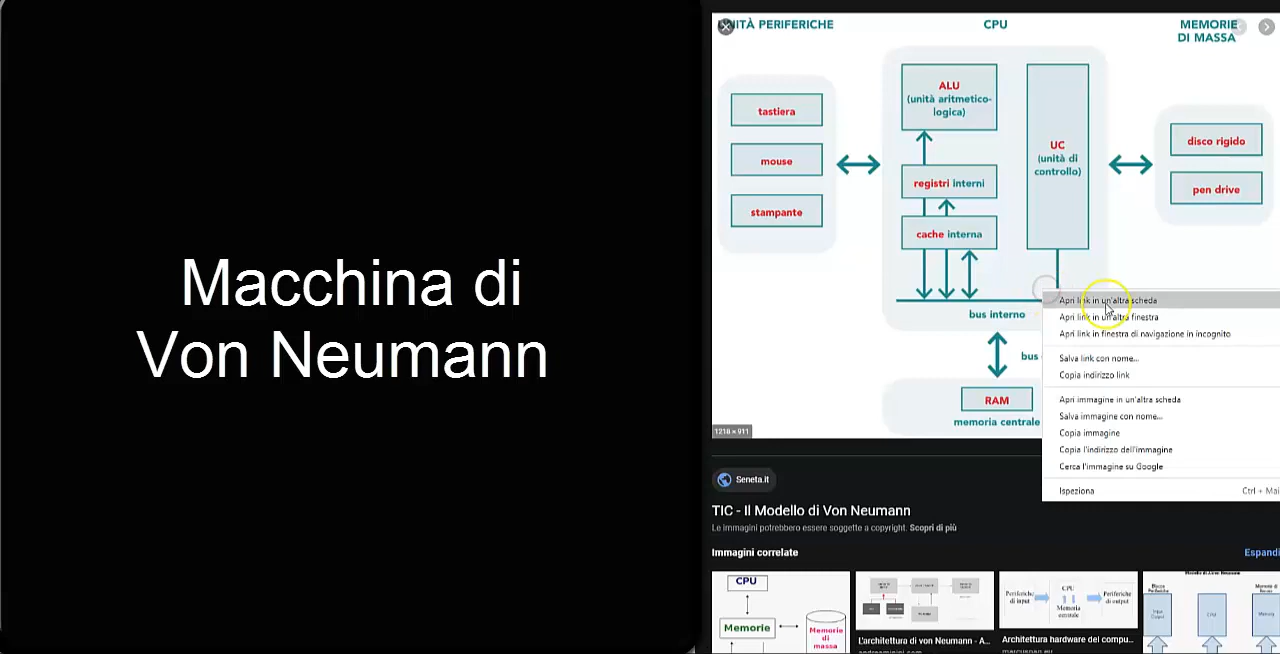 Macchina di
Von Neumann
UNITÀ PERIFERICHE
CPU
MEMORIE
DI MASSA
tastiera
mouse
stampante
ALU
(unità aritmetico-
logica)
registri interni
cache interna
UC
(unità di
controllo)
disco rigido
pen drive
bus interno
bus
RAM
memoria centrale
1218 × 911
Apri link in un'altra scheda
Apri link in un'altra finestra
Apri link in finestra di navigazione in incognito
Salva link con nome...
Copia indirizzo link
Apri immagine in un'altra scheda
Salva immagine con nome...
Copia immagine
Copia l'indirizzo dell'immagine
Cerca l'immagine su Google
Ispeziona Ctrl + Mai
Seneta.it
TIC - Il Modello di Von Neumann
Le immagini potrebbero essere soggette a copyright. Scopri di più
Immagini correlate
Espandi
CPU
Memorie
Memorie
di
massa
L'architettura di von Neumann - A...
Periferiche
di input
CPU
Memoria
centrale
Periferiche
di output
Architettura hardware del compu...